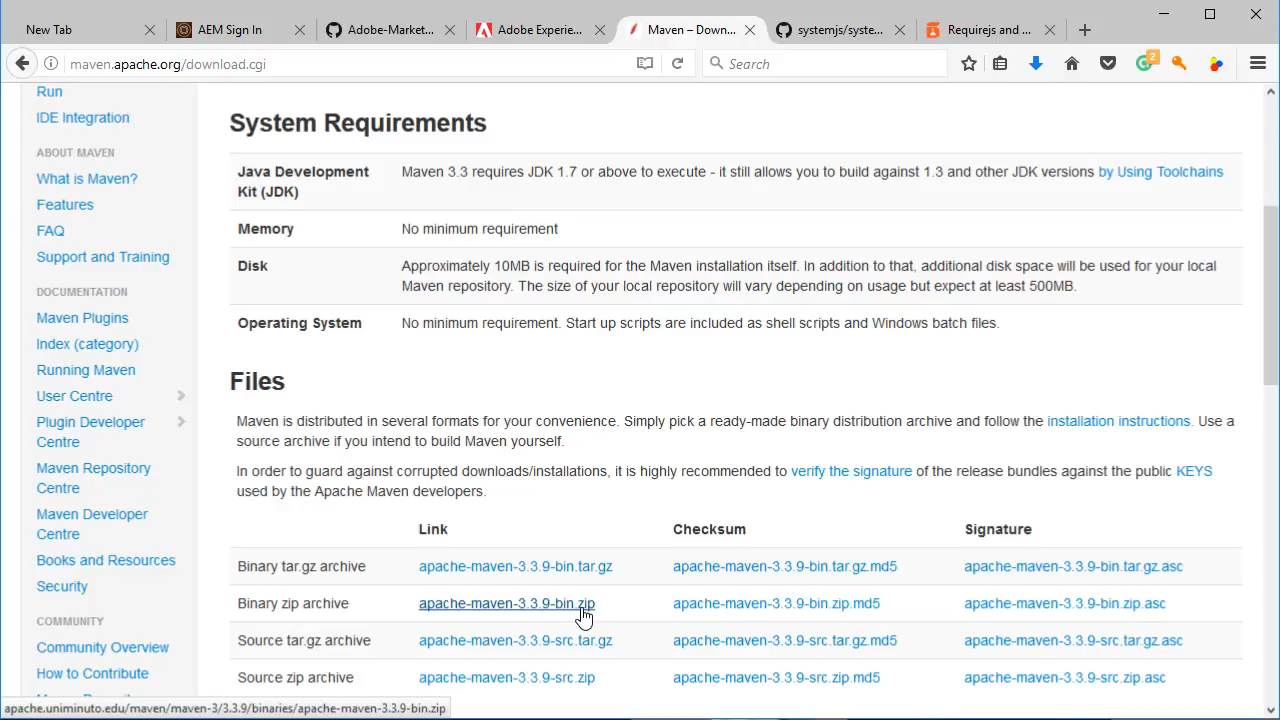 New Tab
AEM Sign In
Adobe-Market...
Adobe Experie...
Maven – Down...
systemjs/syste...
Requirejs and ...
maven.apache.org/download.cgi
Search
2
Run
IDE Integration
ABOUT MAVEN
What is Maven?
Features
FAQ
Support and Training
DOCUMENTATION
Maven Plugins
Index (category)
Running Maven
User Centre
Plugin Developer
Centre
Maven Repository
Centre
Maven Developer
Centre
Books and Resources
Security
COMMUNITY
Community Overview
How to Contribute
System Requirements
Java Development Maven 3.3 requires JDK 1.7 or above to execute - it still allows you to build against 1.3 and other JDK versions by Using Toolchains
Kit (JDK)
Memory No minimum requirement
Disk Approximately 10MB is required for the Maven installation itself. In addition to that, additional disk space will be used for your local
Maven repository. The size of your local repository will vary depending on usage but expect at least 500MB.
Operating System No minimum requirement. Start up scripts are included as shell scripts and Windows batch files.
Files
Maven is distributed in several formats for your convenience. Simply pick a ready-made binary distribution archive and follow the installation instructions. Use a
source archive if you intend to build Maven yourself.
In order to guard against corrupted downloads/installations, it is highly recommended to verify the signature of the release bundles against the public KEYS
used by the Apache Maven developers.
Link Checksum Signature
Binary tar.gz archive apache-maven-3.3.9-bin.tar.gz apache-maven-3.3.9-bin.tar.gz.md5 apache-maven-3.3.9-bin.tar.gz.asc
Binary zip archive apache-maven-3.3.9-bin.zip apache-maven-3.3.9-bin.zip.md5 apache-maven-3.3.9-bin.zip.asc
Source tar.gz archive apache-maven-3.3.9-src.tar.gz apache-maven-3.3.9-src.tar.gz.md5 apache-maven-3.3.9-src.tar.gz.asc
Source zip archive apache-maven-3.3.9-src.zip apache-maven-3.3.9-src.zip.md5 apache-maven-3.3.9-src.zip.asc
apache.uniminuto.edu/maven/maven-3/3.3.9/binaries/apache-maven-3.3.9-bin.zip